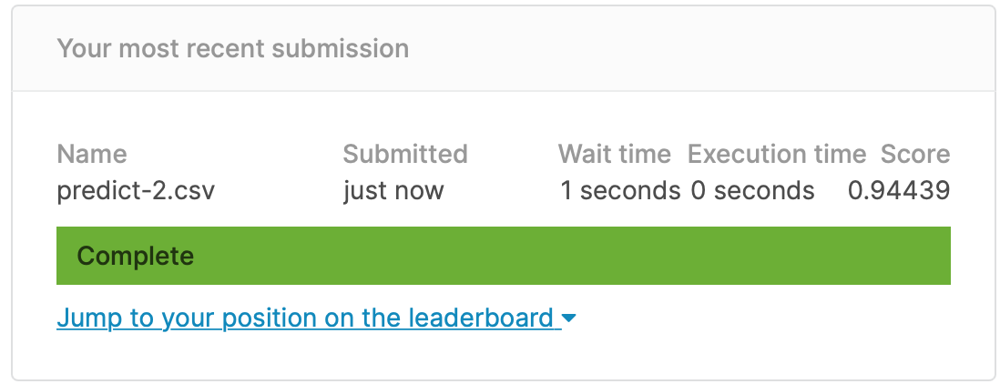 Your most recent submission
Name Submitted Wait time Execution time Score
predict-2.csv just now 1 seconds 0 seconds 0.94439
Complete
Jump to your position on the leaderboard